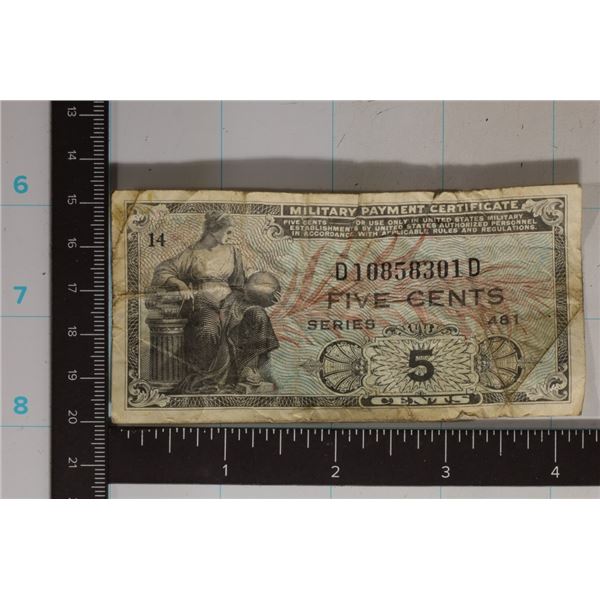 MILITARY PAYMENT CERTIFICATE
FIVE CENTS FOR USE ONLY IN UNITED STATES MILITARY
ESTABLISHMENTS BY UNITED STATES AUTHORIZED PERSONNEL
IN ACCORDANCE WITH APPLICABLE RULES AND REGULATIONS.
14
D10858301D
FIVE CENTS
SERIES 481
5
CENTS
13
14
15
16
17
18
19
20
21
6
7
8
1 2 3 4